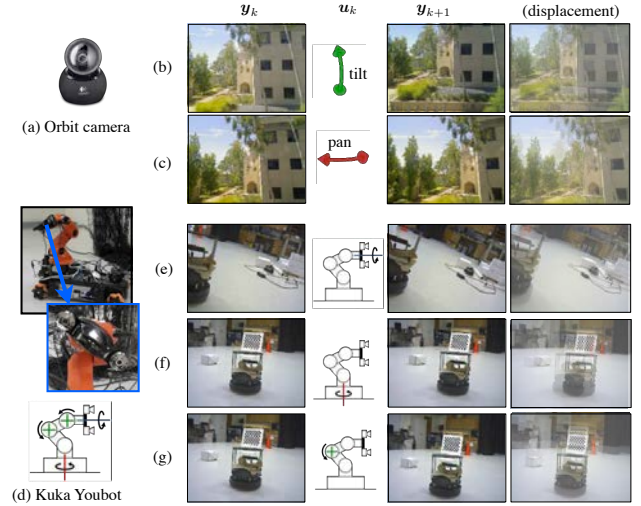 y_k u_k y_{k+1} (displacement)
(b) tilt
(a) Orbit camera
(c) pan
(e)
(f)
(g)
(d) Kuka Youbot